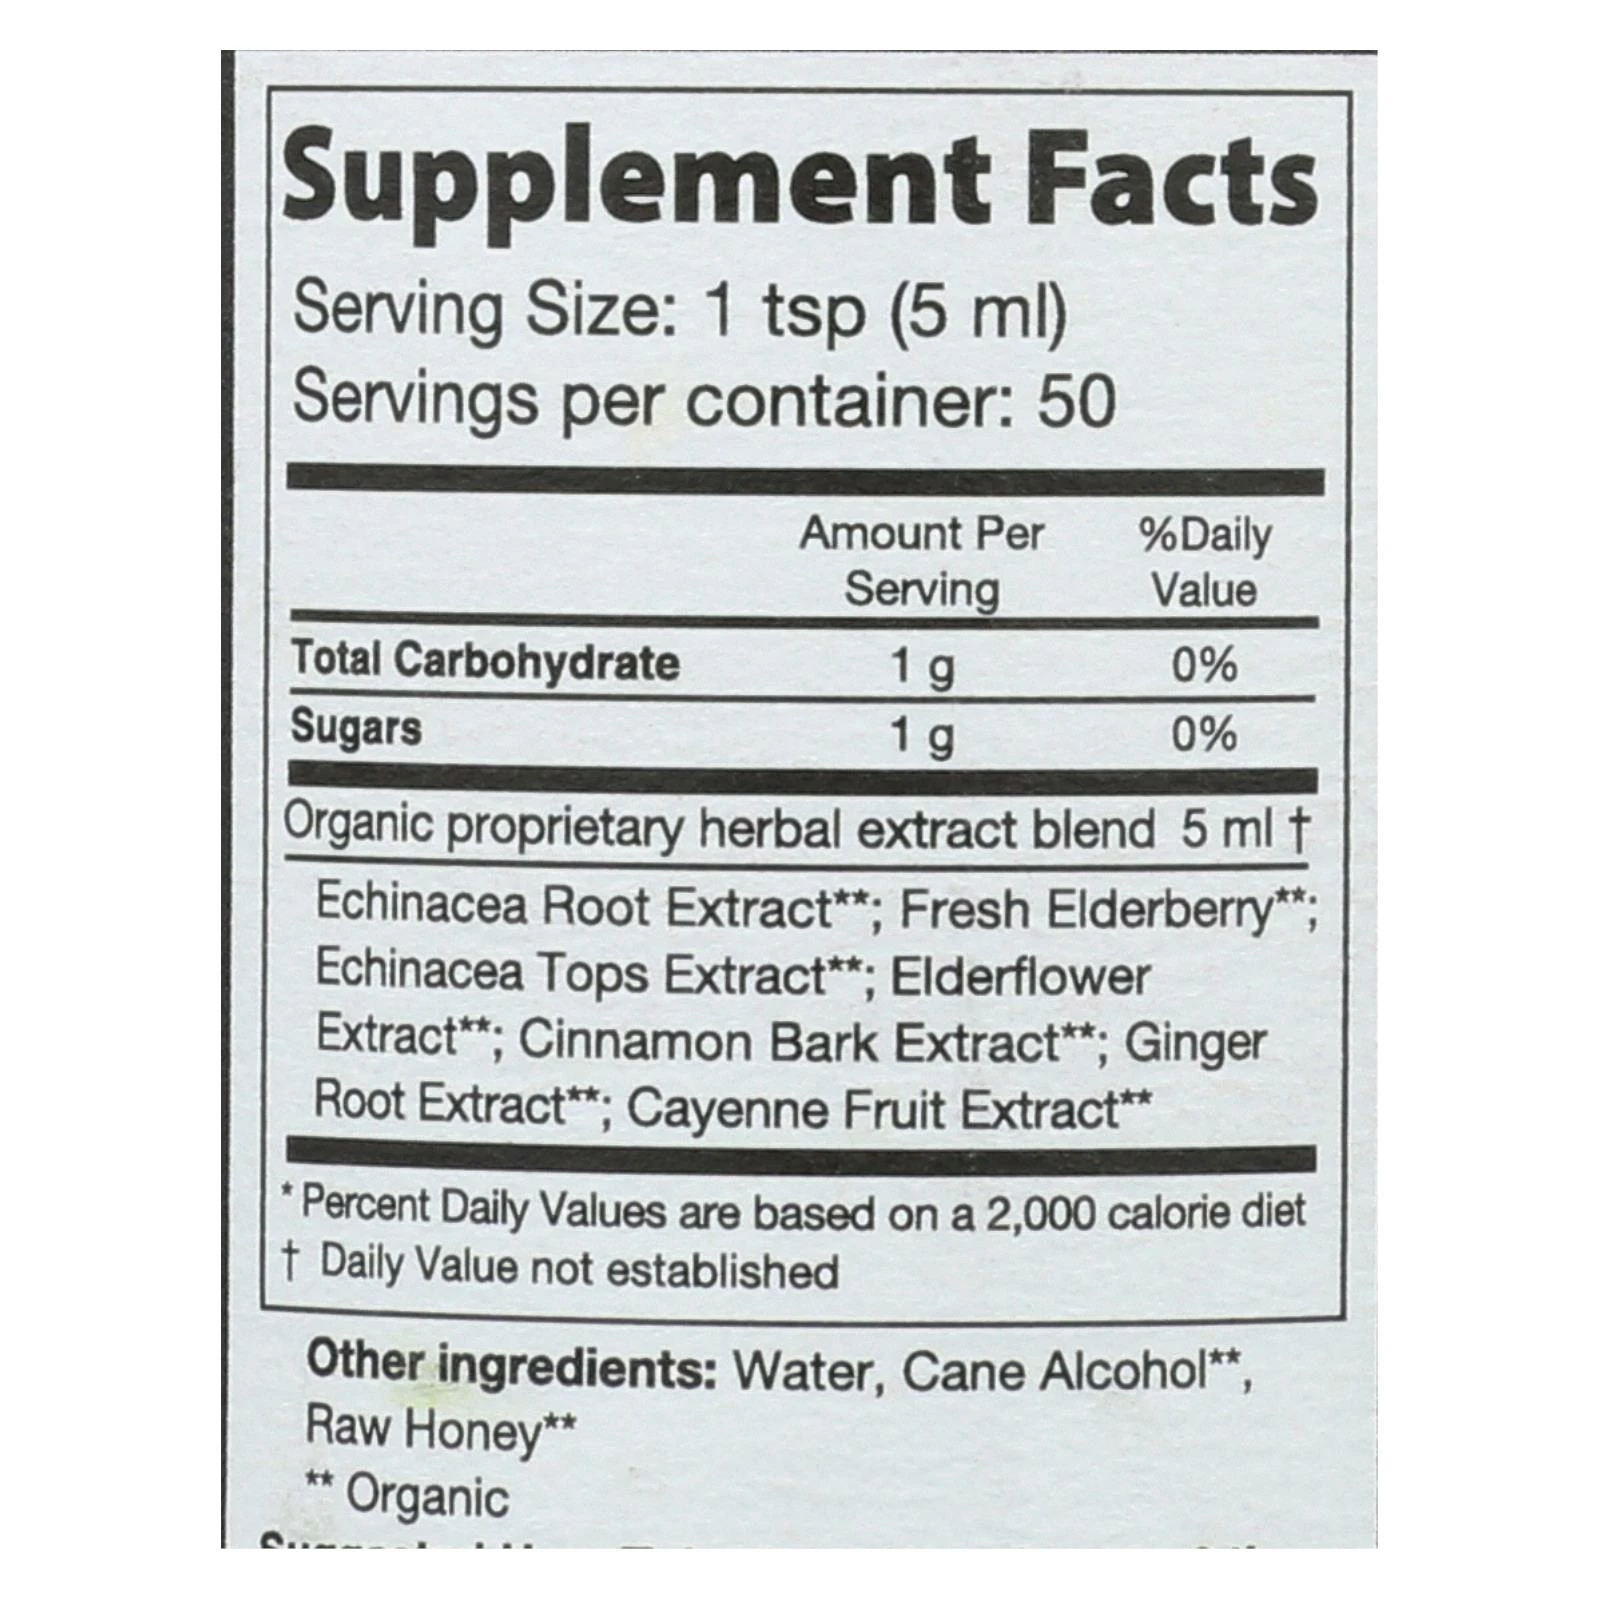 Supplement Facts
Serving Size: 1 tsp (5 ml)
Servings per container: 50
Amount Per %Daily
Serving Value
Total Carbohydrate 1 g 0%
Sugars 1 g 0%
Organic proprietary herbal extract blend 5 ml †
Echinacea Root Extract**; Fresh Elderberry**;
Echinacea Tops Extract**; Elderflower
Extract**; Cinnamon Bark Extract**; Ginger
Root Extract**; Cayenne Fruit Extract**
* Percent Daily Values are based on a 2,000 calorie diet
† Daily Value not established
Other ingredients: Water, Cane Alcohol**,
Raw Honey**
** Organic